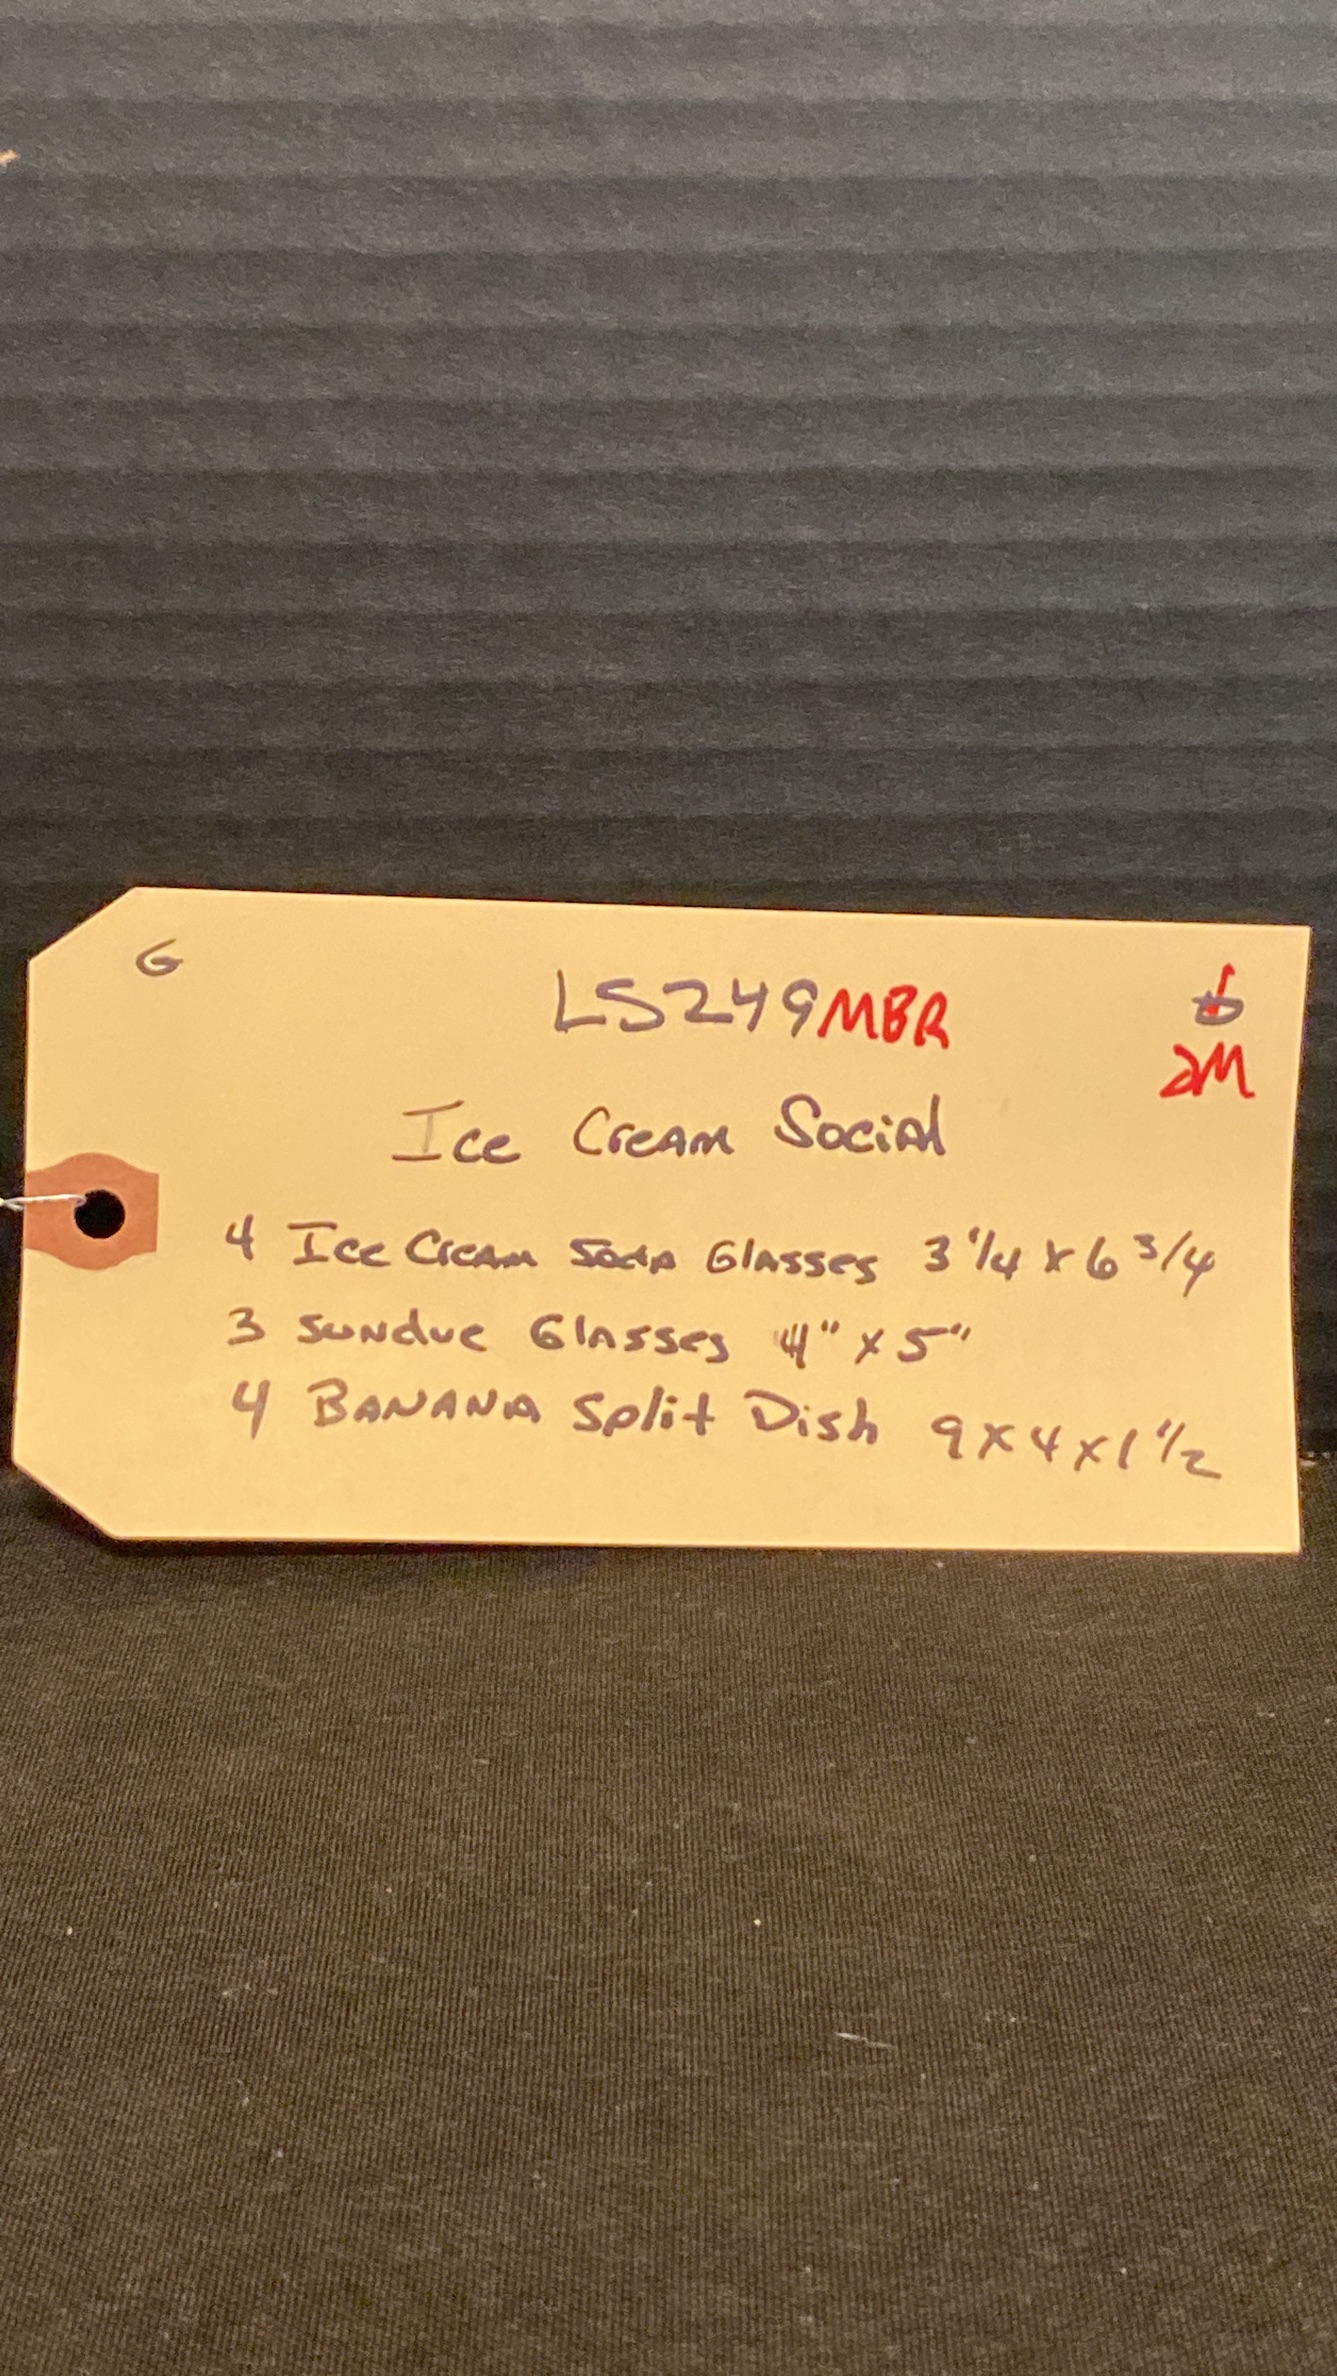 G
LS249MBR
2M
Ice Cream Social
4 Ice Cream Soda Glasses 3 1/4 x 6 3/4
3 Sundue Glasses 4" x 5"
4 BANANA Split Dish 9 x 4 x 1 1/2